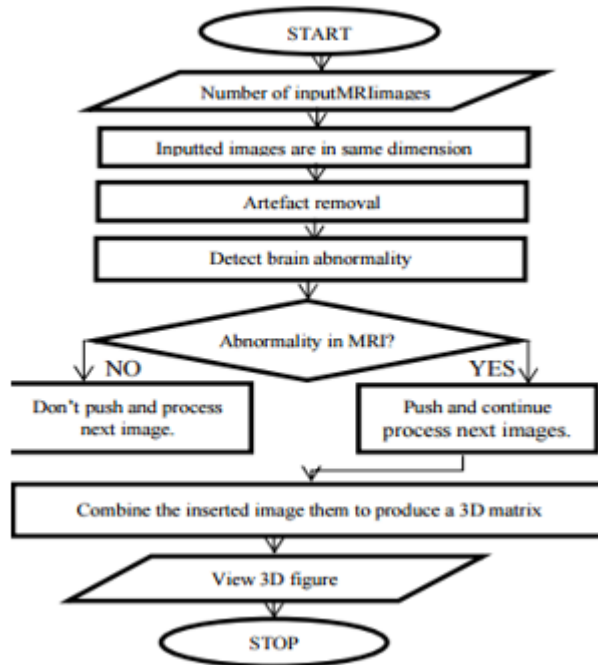 START
Number of inputMRIimages
Inputted images are in same dimension
Artefact removal
Detect brain abnormality
Abnormality in MRI?
NO
YES
Don't push and process
next image.
Push and continue
process next images.
Combine the inserted image them to produce a 3D matrix
View 3D figure
STOP